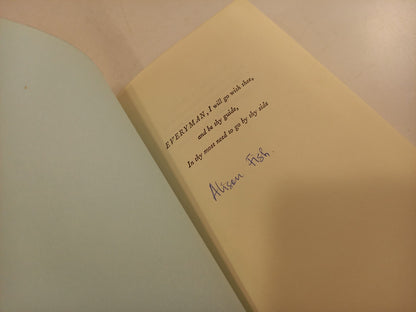 EVERYMAN, I will go with thee,
and be thy guide,
In thy most need to go by thy side
Alison Fish.